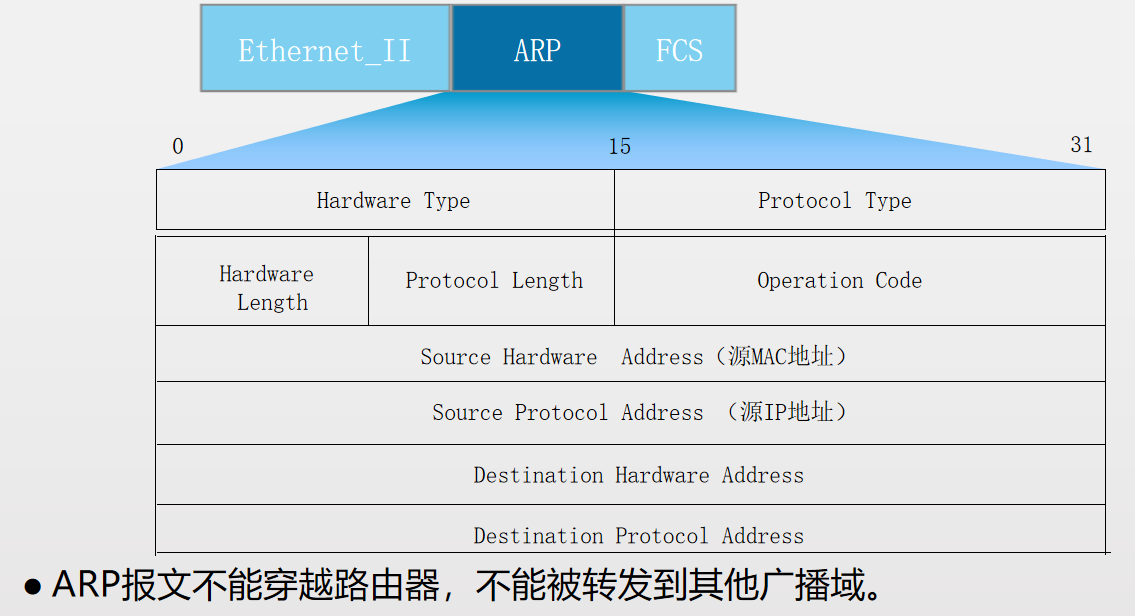 Ethernet_II ARP FCS
0 15 31
Hardware Type Protocol Type
Hardware
Length
Protocol Length Operation Code
Source Hardware Address(源MAC地址)
Source Protocol Address (源IP地址)
Destination Hardware Address
Destination Protocol Address
● ARP报文不能穿越路由器，不能被转发到其他广播域。